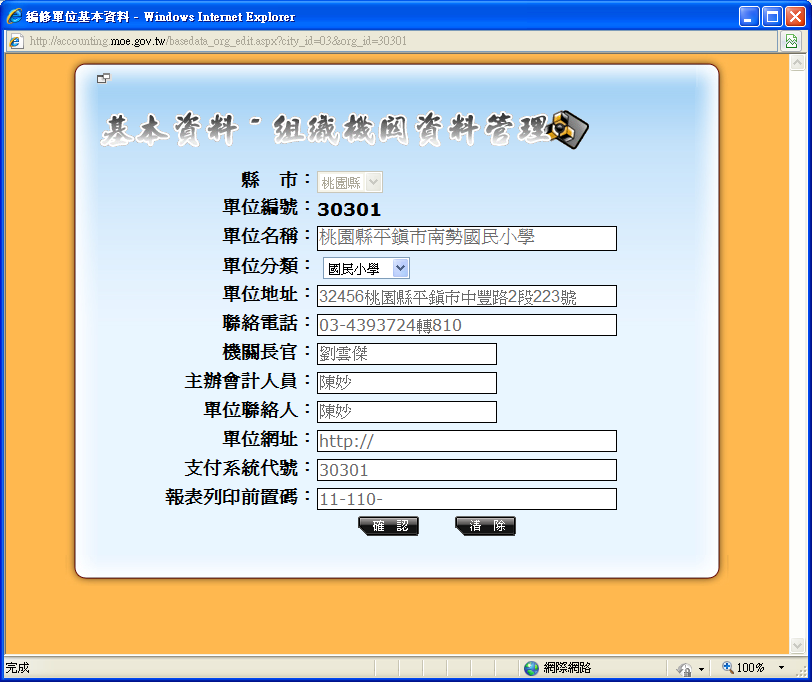 編修單位基本資料 - Windows Internet Explorer
http://accounting.moe.gov.tw/basedata_org_edit.aspx?city_id=03&org_id=30301
基本資料-組織機関資料管理
縣 市： 桃園縣
單位編號： 30301
單位名稱： 桃園縣平鎮市南勢國民小學
單位分類： 國民小學
單位地址： 32456桃園縣平鎮市中豐路2段223號
聯絡電話： 03-4393724轉810
機關長官： 劉雲傑
主辦會計人員： 陳妙
單位聯絡人： 陳妙
單位網址： http://
支付系統代號： 30301
報表列印前置碼： 11-110-
確 認 清 除
完成 網際網路 100%